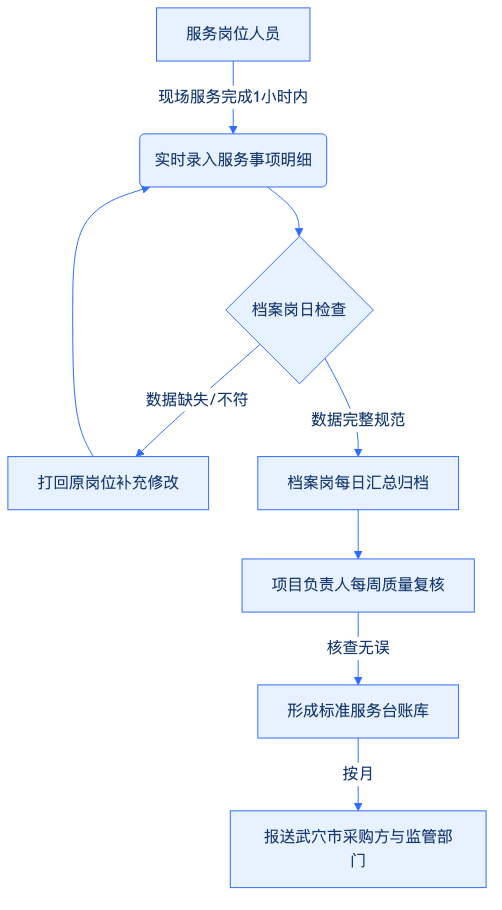 服务岗位人员
现场服务完成1小时内
实时录入服务事项明细
档案岗日检查
数据缺失/不符
数据完整规范
打回原岗位补充修改
档案岗每日汇总归档
项目负责人每周质量复核
核查无误
形成标准服务台账库
按月
报送武穴市采购方与监管部
门